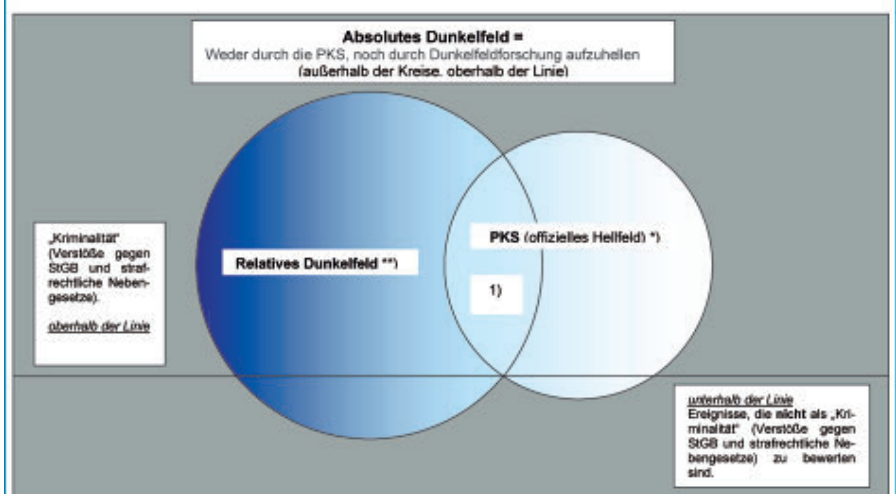 Absolutes Dunkelfeld =
Weder durch die PKS, noch durch Dunkelfeldforschung aufzuhellen
(außerhalb der Kreise, oberhalb der Linie)
PKS (offizielles Hellfeld) *)
Relatives Dunkelfeld **)
1)
„Kriminalität“
(Verstöße gegen
StGB und straf-
rechtliche Neben-
gesetze).
oberhalb der Linie
unterhalb der Linie
Ereignisse, die nicht als „Kri-
minalität“ (Verstöße gegen
StGB und strafrechtliche Ne-
bengesetze) zu bewerten
sind.